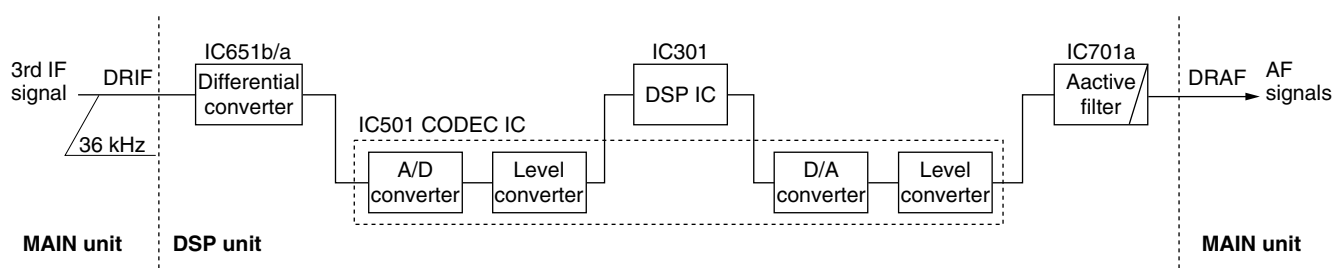 3rd IF
signal
DRIF
36 kHz
IC651b/a
Differential
converter
IC501 CODEC IC
A/D
converter
Level
converter
IC301
DSP IC
D/A
converter
Level
converter
IC701a
Aactive
filter
DRAF
AF
signals
MAIN unit
DSP unit
MAIN unit